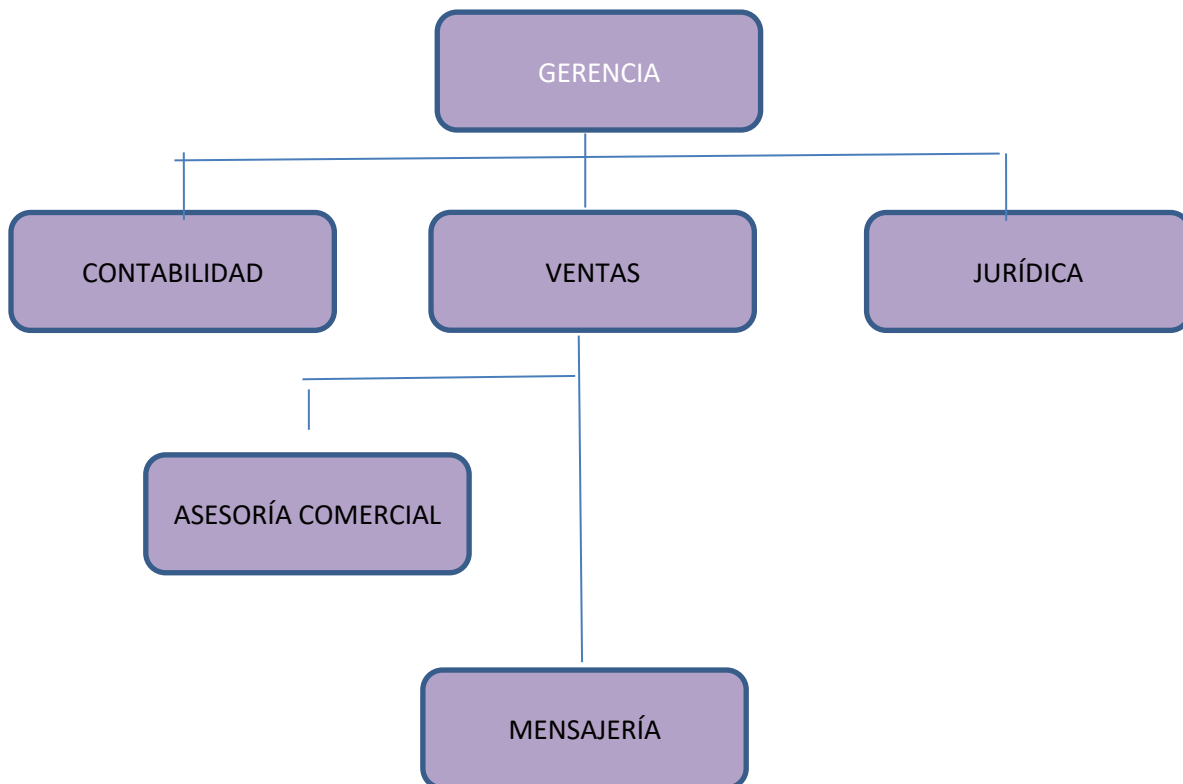 GERENCIA
CONTABILIDAD
VENTAS
JURÍDICA
ASESORÍA COMERCIAL
MENSAJERÍA